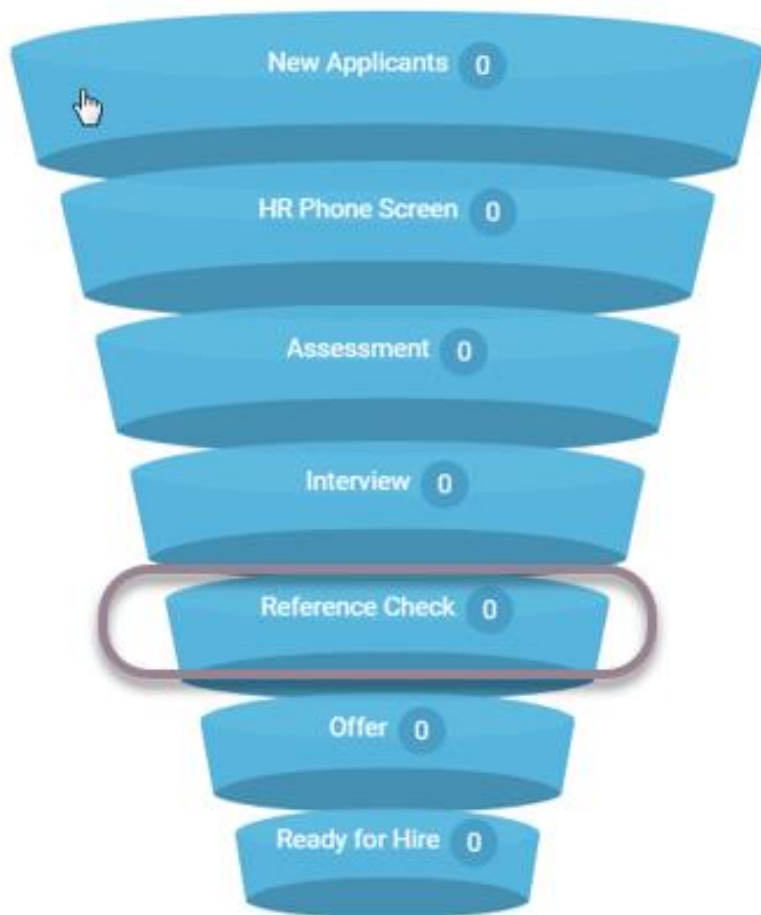 New Applicants 0
HR Phone Screen 0
Assessment 0
Interview 0
Reference Check 0
Offer 0
Ready for Hire 0